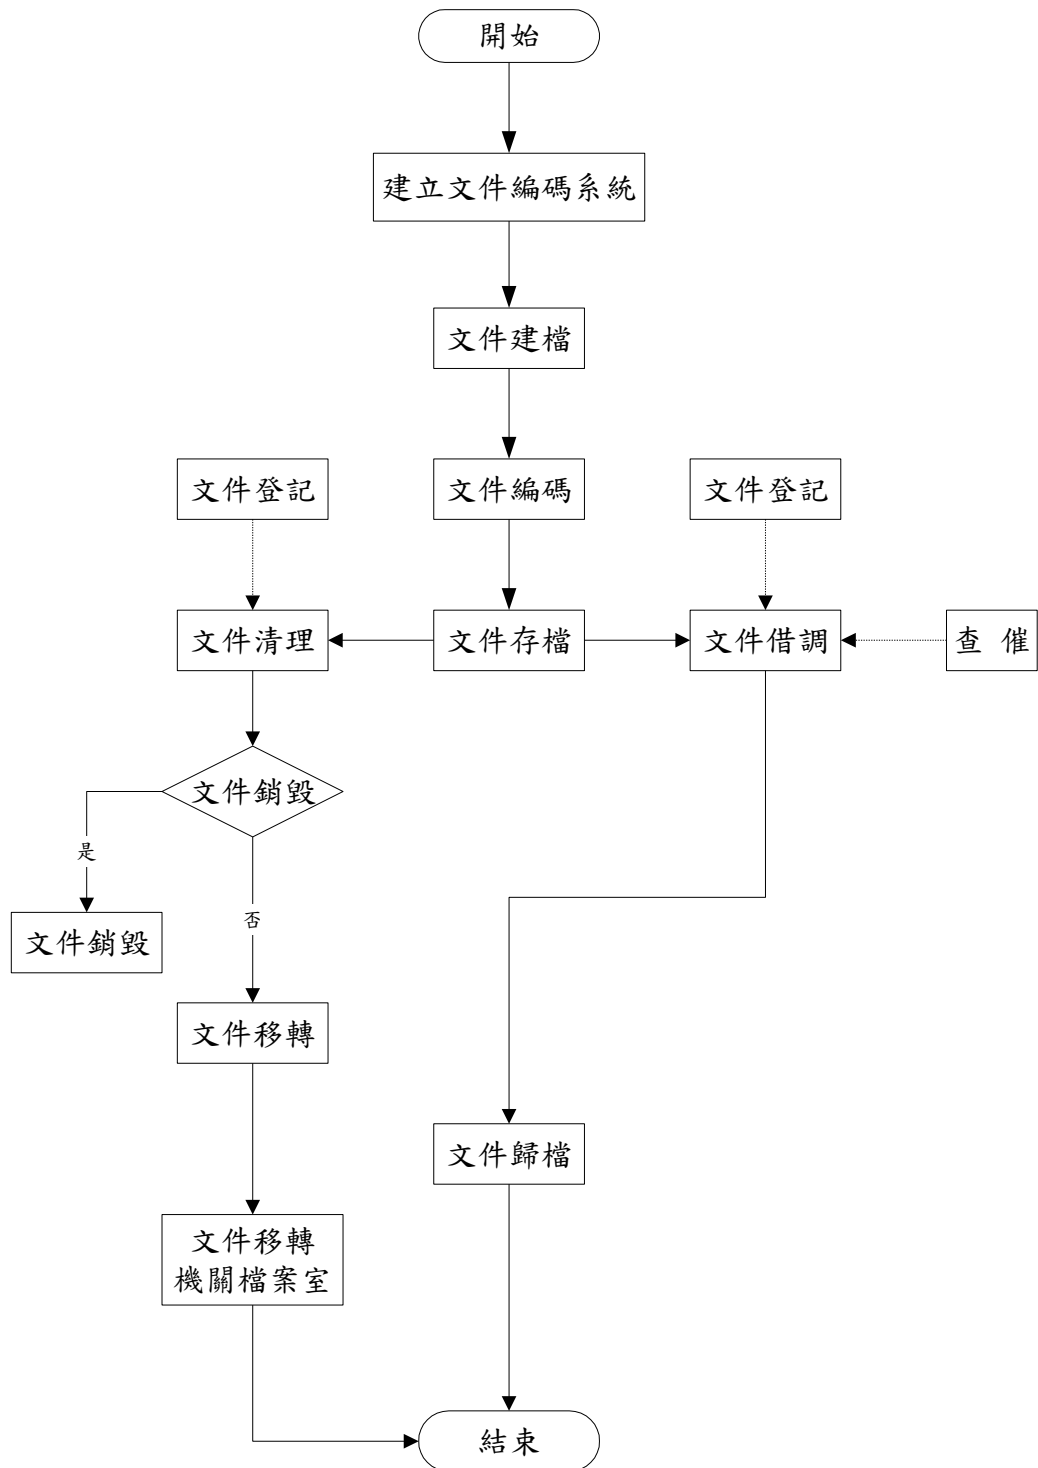 開始
建立文件編碼系統
文件建檔
文件登記
文件編碼
文件登記
文件清理
文件存檔
文件借調
查 催
文件銷毀
是
否
文件銷毀
文件移轉
文件歸檔
文件移轉
機關檔案室
結束